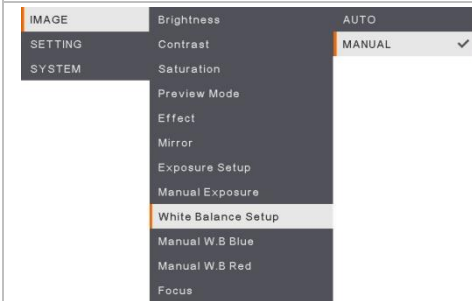 IMAGE
SETTING
SYSTEM
Brightness
Contrast
Saturation
Preview Mode
Effect
Mirror
Exposure Setup
Manual Exposure
White Balance Setup
Manual W.B Blue
Manual W.B Red
Focus
AUTO
MANUAL